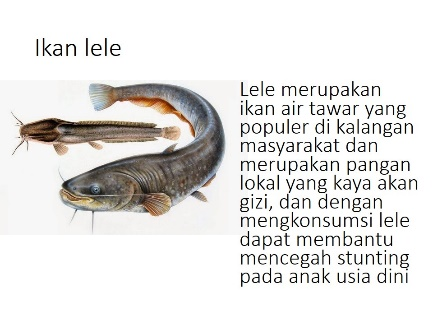 Ikan lele
Lele merupakan
ikan air tawar yang
populer di kalangan
masyarakat dan
merupakan pangan
lokal yang kaya akan
gizi, dan dengan
mengkonsumsi lele
dapat membantu
mencegah stunting
pada anak usia dini